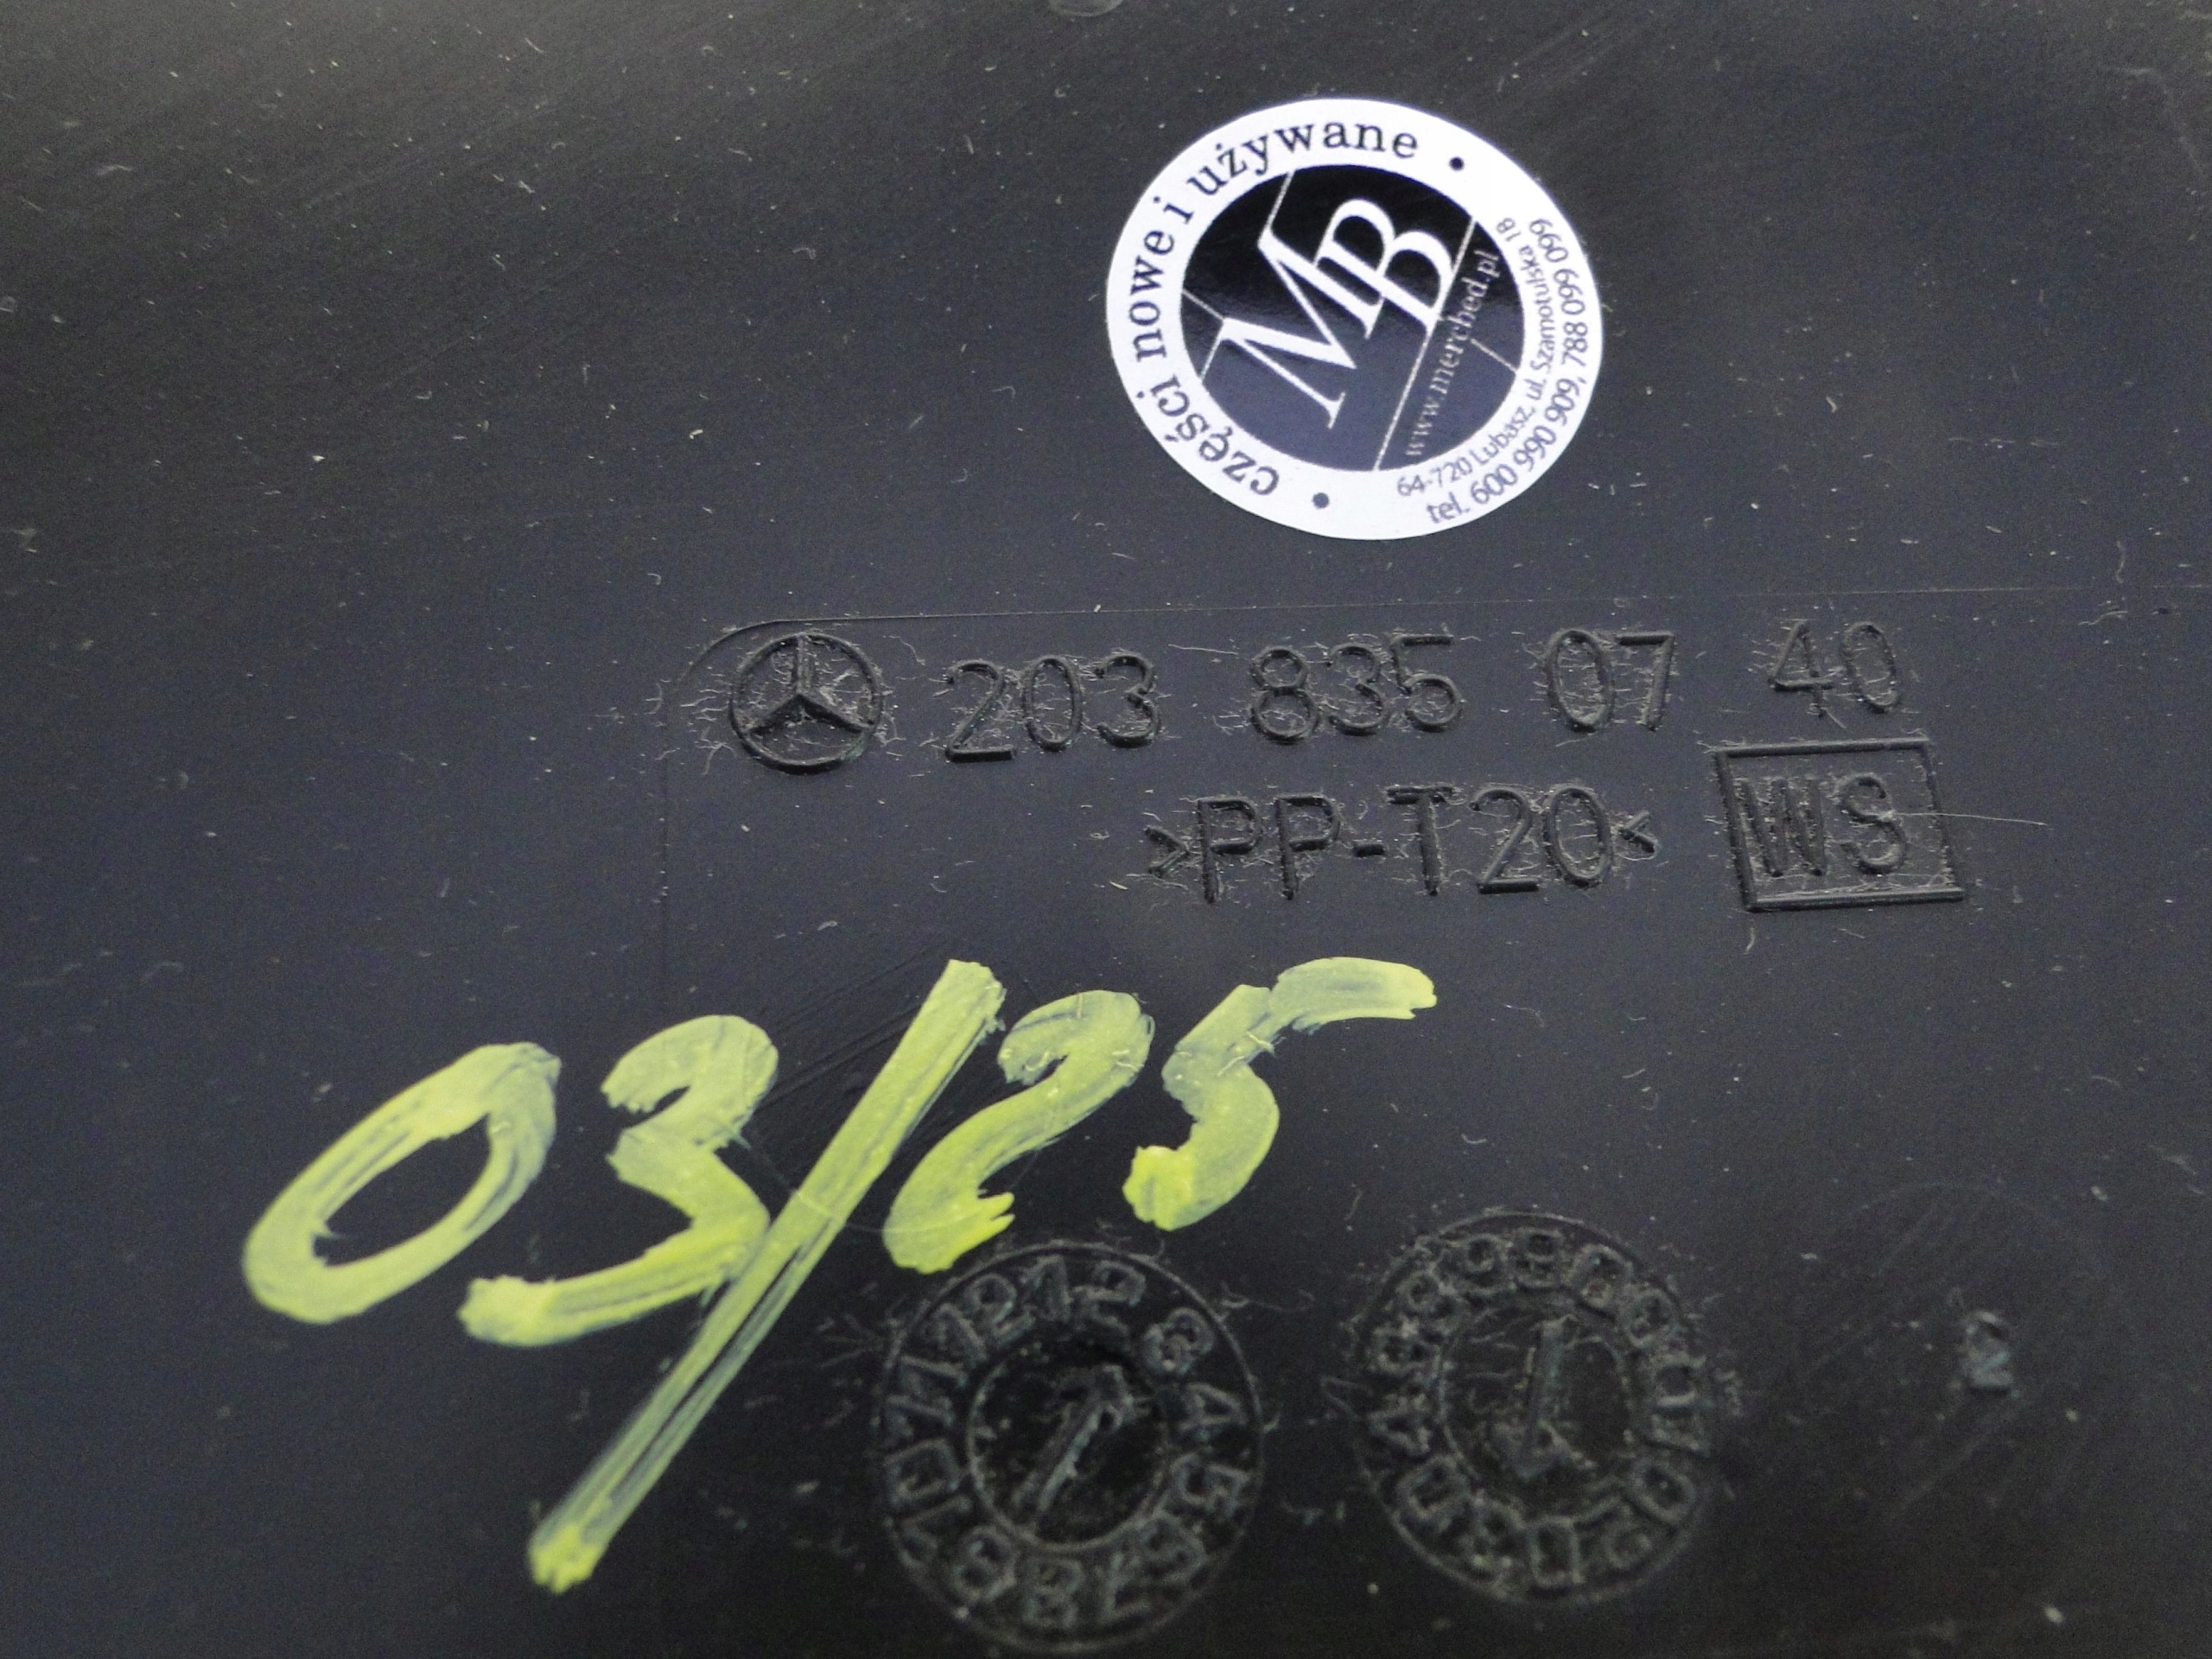 części nowe i używane
MB
www.merched.pl
64-720 Lubasz, ul. Szamotulska 1B
tel. 600 990 909, 788 099 099
203 835 07 40
>PP-T20<
WS
03/25